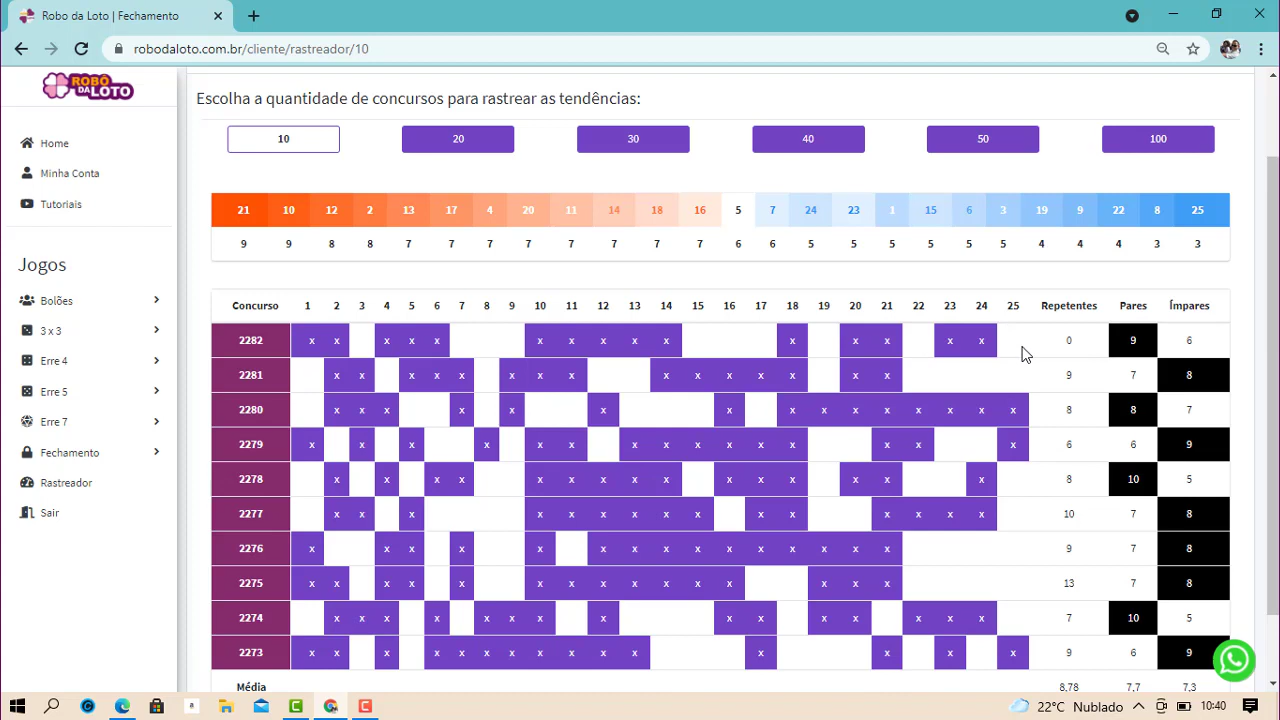 Robo da Loto | Fechamento
robodaloto.com.br/cliente/rastreador/10
ROBÔ DA LOTO
Home
Minha Conta
Tutoriais
Jogos
Bolões
3 x 3
Erre 4
Erre 5
Erre 7
Fechamento
Rastreador
Sair
Escolha a quantidade de concursos para rastrear as tendências:
10 20 30 40 50 100
21 10 12 2 13 17 4 20 11 14 18 16 5 7 24 23 1 15 6 3 19 9 22 8 25
9 9 8 8 7 7 7 7 7 7 7 7 6 6 5 5 5 5 5 5 4 4 4 3 3
Concurso 1 2 3 4 5 6 7 8 9 10 11 12 13 14 15 16 17 18 19 20 21 22 23 24 25 Repetentes Pares Ímpares
2282 x x x x x x x x x x x x x x x 0 9 6
2281 x x x x x x x x x x x x x x x 9 7 8
2280 x x x x x x x x x x x x x x x 8 8 7
2279 x x x x x x x x x x x x x x x 6 6 9
2278 x x x x x x x x x x x x x x x 8 10 5
2277 x x x x x x x x x x x x x x x 10 7 8
2276 x x x x x x x x x x x x x x x 9 7 8
2275 x x x x x x x x x x x x x x x 13 7 8
2274 x x x x x x x x x x x x x x x 7 10 5
2273 x x x x x x x x x x x x x x x 9 6 9
Média 8,78 7,7 7,3
a 22°C Nublado 10:40